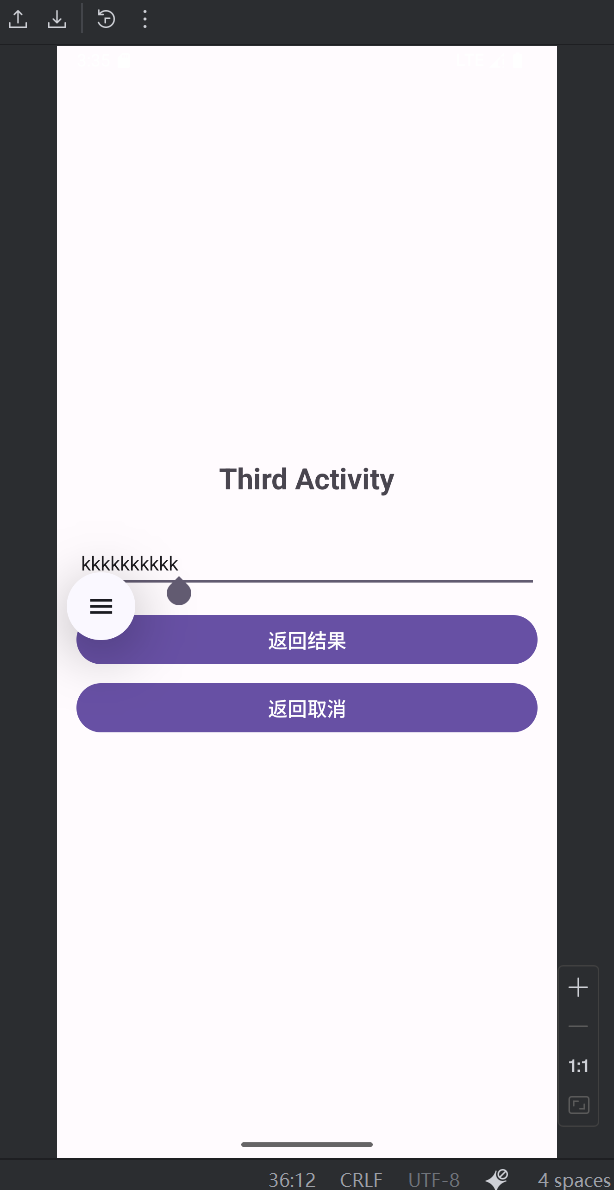 Third Activity
kkkkkkkkkk
返回结果
返回取消
1:1
36:12 CRLF UTF-8 4 spaces